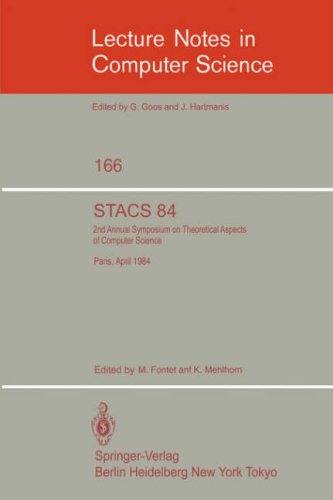 Lecture Notes in
Computer Science
Edited by G. Goos and J. Hartmanis
166
STACS 84
2nd Annual Symposium on Theoretical Aspects
of Computer Science
Paris, April 1984
Edited by M. Fontet anf K. Mehlhorn
Springer-Verlag
Berlin Heidelberg New York Tokyo